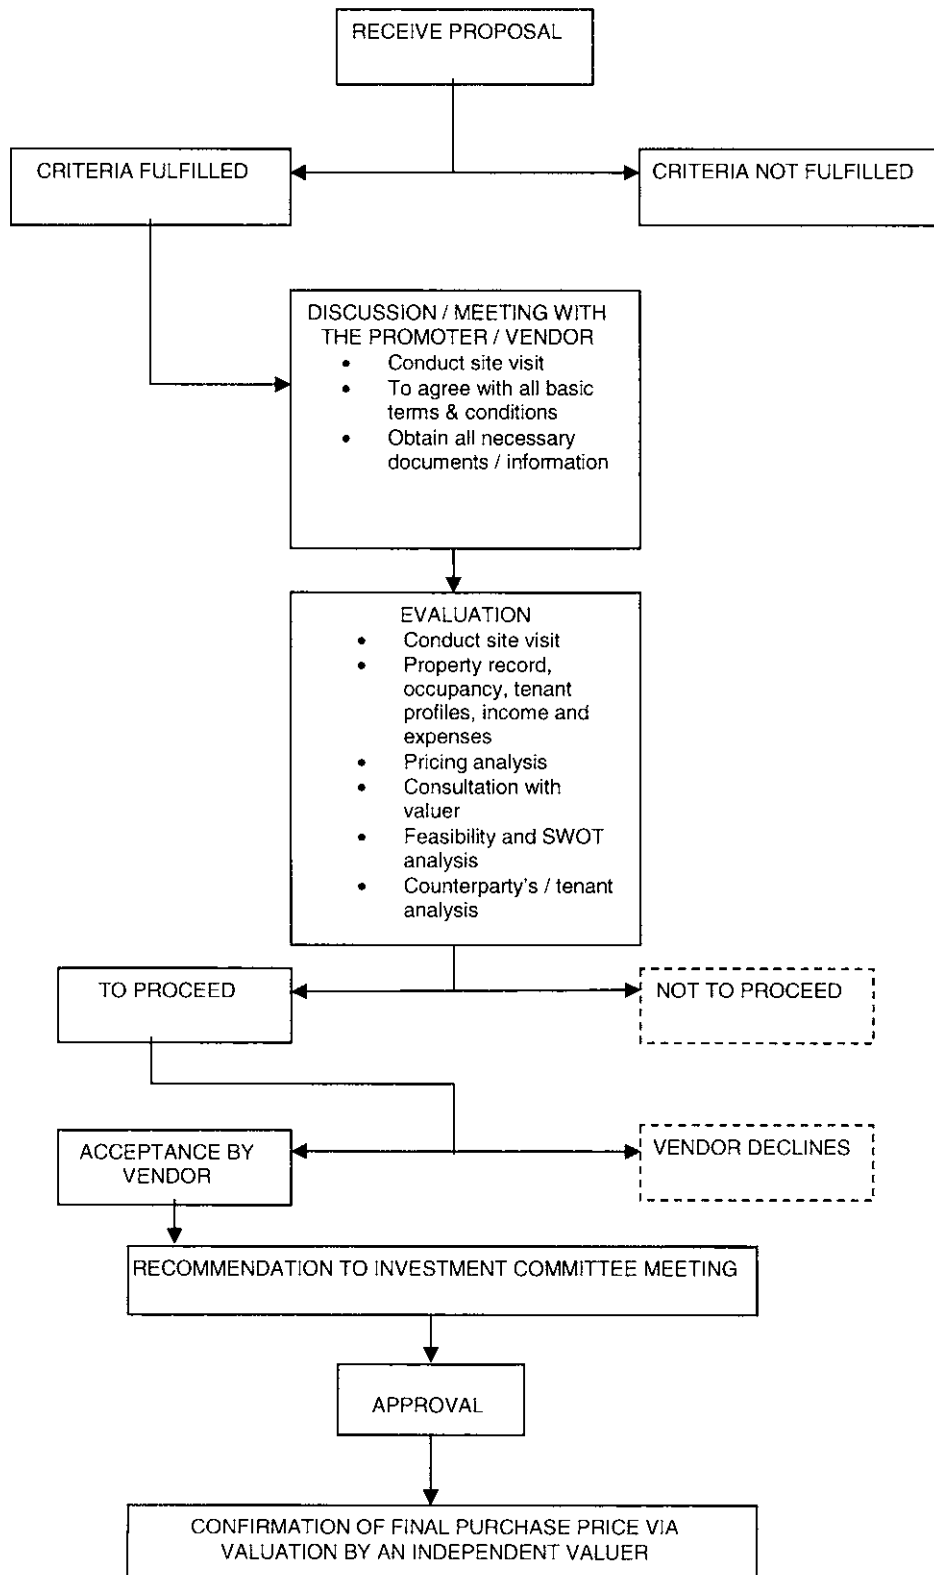 RECEIVE PROPOSAL
CRITERIA FULFILLED
CRITERIA NOT FULFILLED
DISCUSSION / MEETING WITH
THE PROMOTER / VENDOR
• Conduct site visit
• To agree with all basic
terms & conditions
• Obtain all necessary
documents / information
EVALUATION
• Conduct site visit
• Property record,
occupancy, tenant
profiles, income and
expenses
• Pricing analysis
• Consultation with
valuer
• Feasibility and SWOT
analysis
• Counterparty's / tenant
analysis
TO PROCEED
NOT TO PROCEED
ACCEPTANCE BY
VENDOR
VENDOR DECLINES
RECOMMENDATION TO INVESTMENT COMMITTEE MEETING
APPROVAL
CONFIRMATION OF FINAL PURCHASE PRICE VIA
VALUATION BY AN INDEPENDENT VALUER